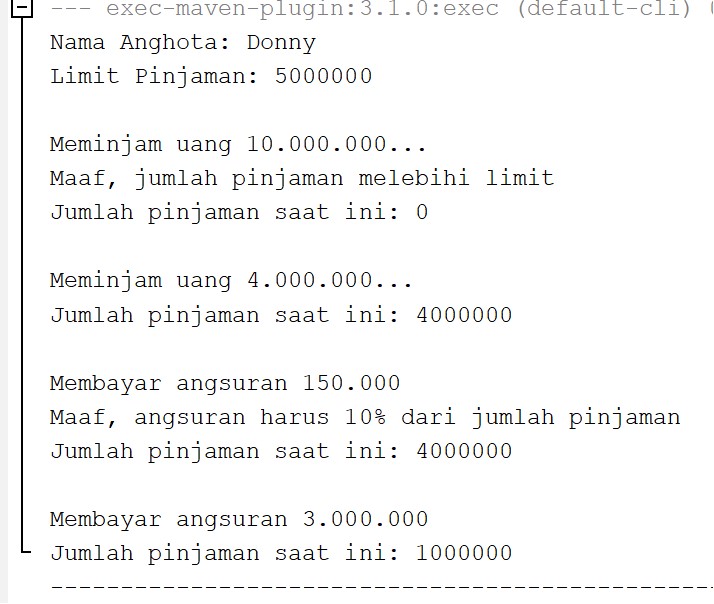 --- exec-maven-plugin:3.1.0:exec (default-cli)
Nama Anghota: Donny
Limit Pinjaman: 5000000
Meminjam uang 10.000.000...
Maaf, jumlah pinjaman melebihi limit
Jumlah pinjaman saat ini: 0
Meminjam uang 4.000.000...
Jumlah pinjaman saat ini: 4000000
Membayar angsuran 150.000
Maaf, angsuran harus 10% dari jumlah pinjaman
Jumlah pinjaman saat ini: 4000000
Membayar angsuran 3.000.000
Jumlah pinjaman saat ini: 1000000
------------------------------------------------